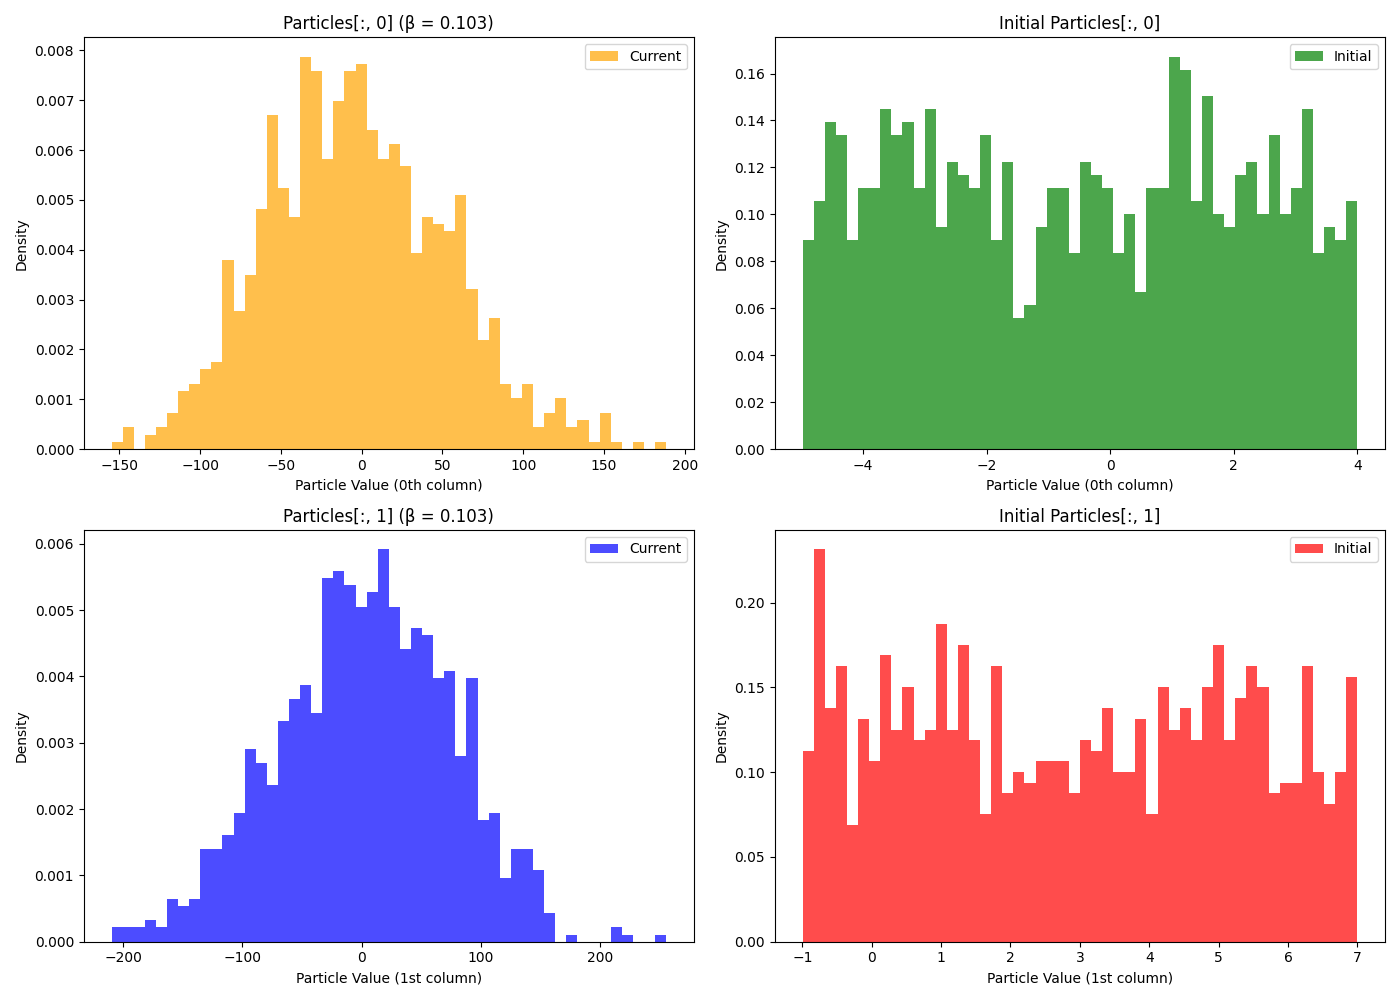 Particles[:, 0] (β = 0.103)
Current
0.008
0.007
0.006
0.005
0.004
0.003
0.002
0.001
0.000
Density
−150 −100 −50 0 50 100 150 200
Particle Value (0th column)
Initial Particles[:, 0]
Initial
0.16
0.14
0.12
0.10
0.08
0.06
0.04
0.02
0.00
Density
−4 −2 0 2 4
Particle Value (0th column)
Particles[:, 1] (β = 0.103)
Current
0.006
0.005
0.004
0.003
0.002
0.001
0.000
Density
−200 −100 0 100 200
Particle Value (1st column)
Initial Particles[:, 1]
Initial
0.20
0.15
0.10
0.05
0.00
Density
−1 0 1 2 3 4 5 6 7
Particle Value (1st column)